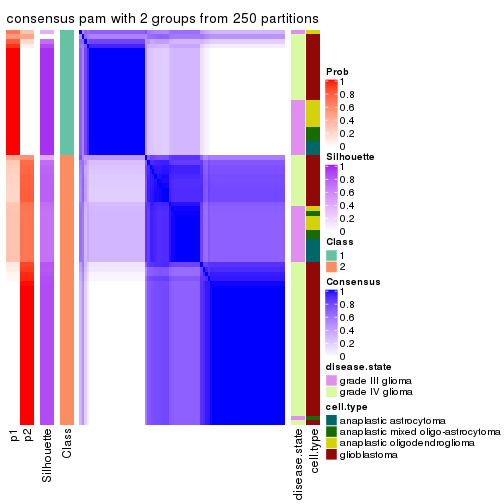 consensus pam with 2 groups from 250 partitions
Prob
1
0.8
0.6
0.4
0.2
0
Silhouette
1
0.8
0.6
0.4
0.2
0
Class
1
2
Consensus
1
0.8
0.6
0.4
0.2
0
disease.state
grade III glioma
grade IV glioma
cell.type
anaplastic astrocytoma
anaplastic mixed oligo-astrocytoma
anaplastic oligodendroglioma
glioblastoma
p1
p2
Silhouette
Class
disease.state
cell.type